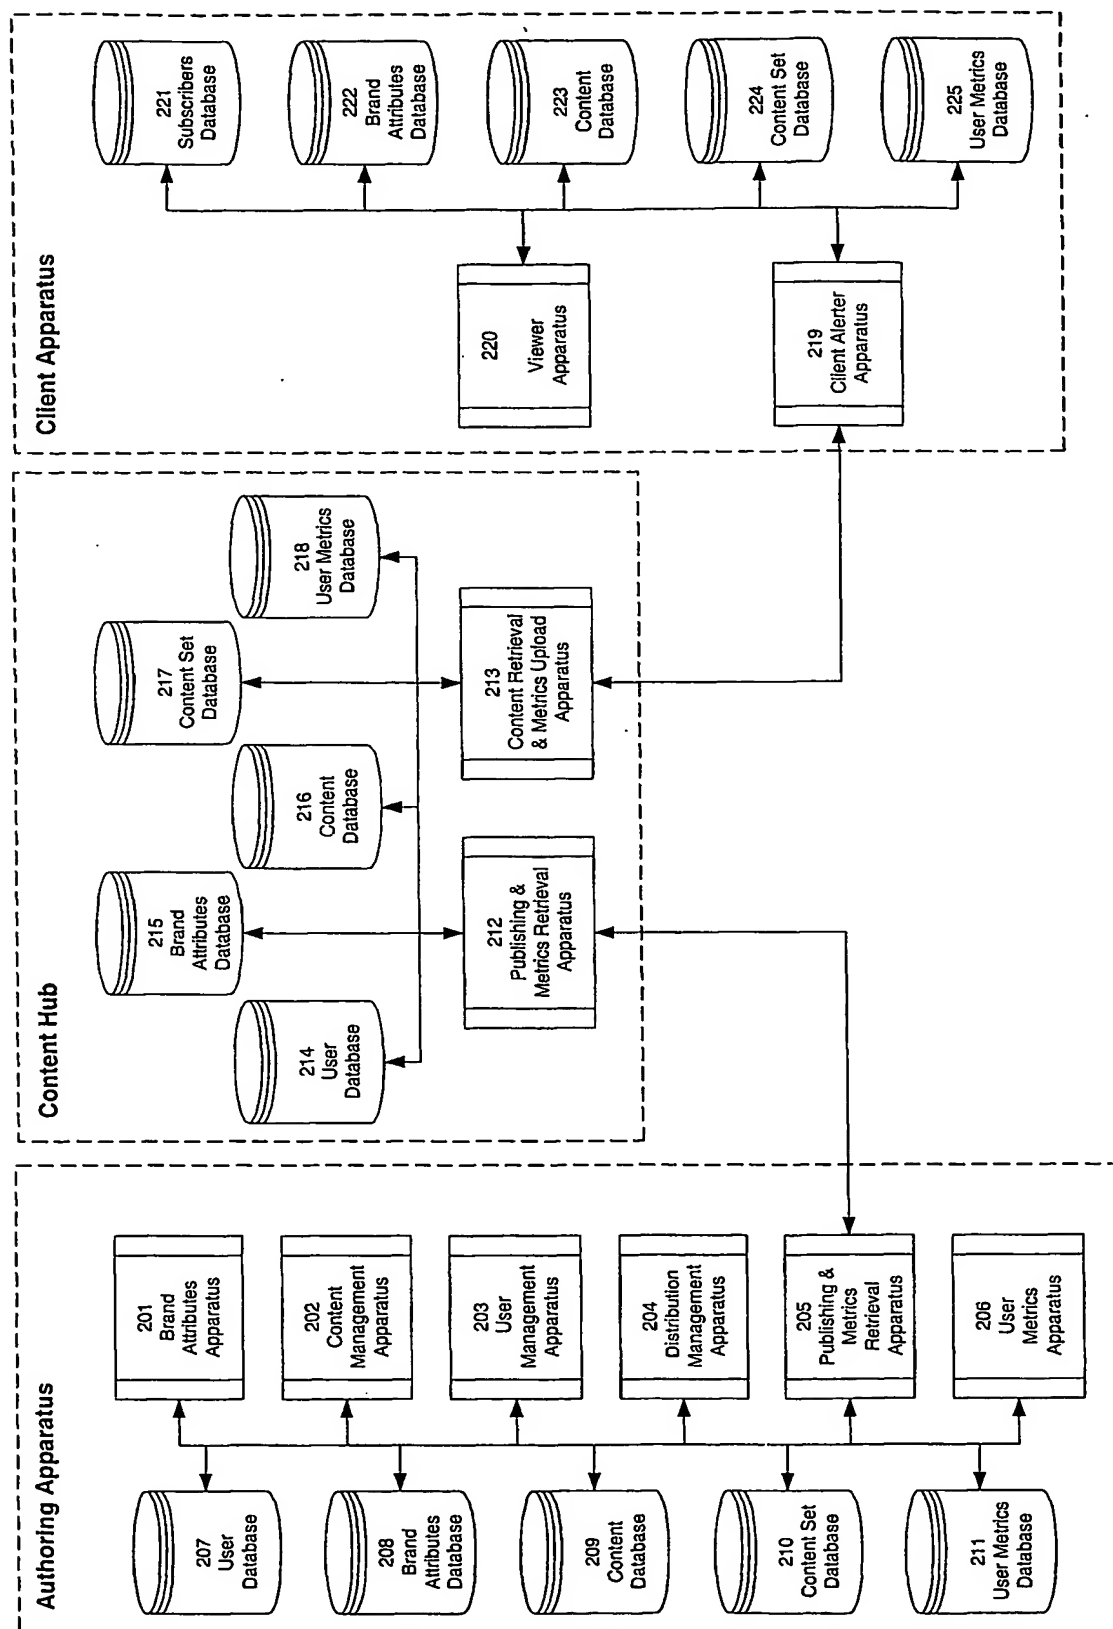 Authoring Apparatus
207
User
Database
208
Brand
Attributes
Database
209
Content
Database
210
Content Set
Database
211
User Metrics
Database
201
Brand
Attributes
Apparatus
202
Content
Management
Apparatus
203
User
Management
Apparatus
204
Distribution
Management
Apparatus
205
Publishing &
Metrics
Retrieval
Apparatus
206
User
Metrics
Apparatus
Content Hub
214
User
Database
215
Brand
Attributes
Database
216
Content
Database
217
Content Set
Database
218
User Metrics
Database
212
Publishing &
Metrics Retrieval
Apparatus
213
Content Retrieval
& Metrics Upload
Apparatus
Client Apparatus
220
Viewer
Apparatus
219
Client Alerter
Apparatus
221
Subscribers
Database
222
Brand
Attributes
Database
223
Content
Database
224
Content Set
Database
225
User Metrics
Database